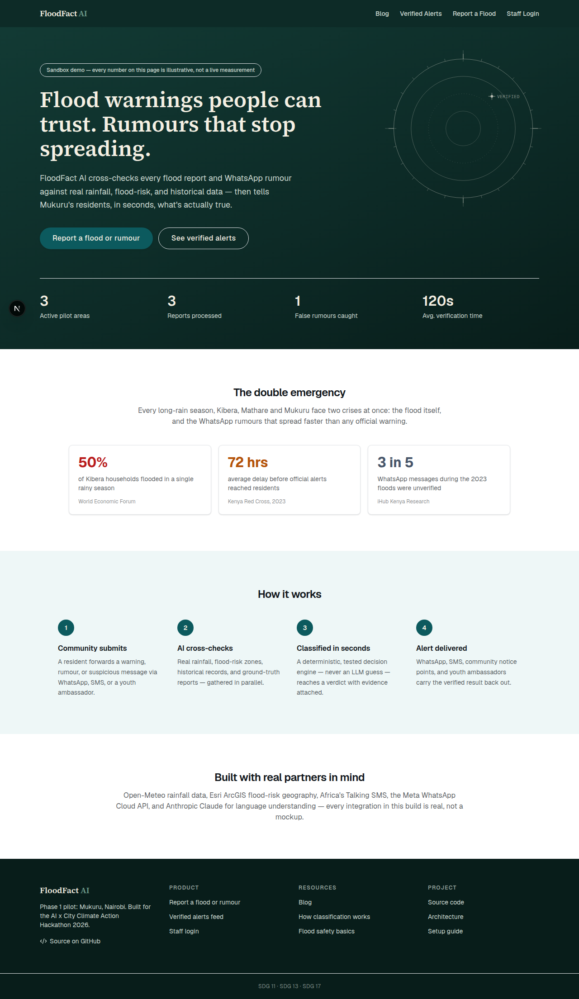 FloodFact AI
Blog
Verified Alerts
Report a Flood
Staff Login
Sandbox demo — every number on this page is illustrative, not a live measurement
VERIFIED
Flood warnings people can
trust. Rumours that stop
spreading.
FloodFact AI cross-checks every flood report and WhatsApp rumour
against real rainfall, flood-risk, and historical data — then tells
Mukuru's residents, in seconds, what's actually true.
Report a flood or rumour
See verified alerts
3
Active pilot areas
3
Reports processed
1
False rumours caught
120s
Avg. verification time
N
The double emergency
Every long-rain season, Kibera, Mathare and Mukuru face two crises at once: the flood itself,
and the WhatsApp rumours that spread faster than any official warning.
50%
of Kibera households flooded in a single
rainy season
World Economic Forum
72 hrs
average delay before official alerts
reached residents
Kenya Red Cross, 2023
3 in 5
WhatsApp messages during the 2023
floods were unverified
iHub Kenya Research
How it works
1
Community submits
A resident forwards a warning,
rumour, or suspicious message via
WhatsApp, SMS, or a youth
ambassador.
2
AI cross-checks
Real rainfall, flood-risk zones,
historical records, and ground-truth
reports — gathered in parallel.
3
Classified in seconds
A deterministic, tested decision
engine — never an LLM guess —
reaches a verdict with evidence
attached.
4
Alert delivered
WhatsApp, SMS, community notice
points, and youth ambassadors
carry the verified result back out.
Built with real partners in mind
Open-Meteo rainfall data, Esri ArcGIS flood-risk geography, Africa's Talking SMS, the Meta WhatsApp
Cloud API, and Anthropic Claude for language understanding — every integration in this build is real, not a
mockup.
FloodFact AI
Phase 1 pilot: Mukuru, Nairobi. Built for
the AI x City Climate Action
Hackathon 2026.
Source on GitHub
PRODUCT
Report a flood or rumour
Verified alerts feed
Staff login
RESOURCES
Blog
How classification works
Flood safety basics
PROJECT
Source code
Architecture
Setup guide
SDG 11 · SDG 13 · SDG 17